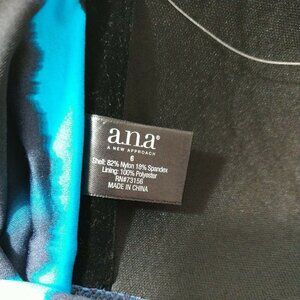 a.n.a®
A NEW APPROACH
6
Shell: 82% Nylon 18% Spandex
Lining: 100% Polyester
RN#73156
MADE IN CHINA